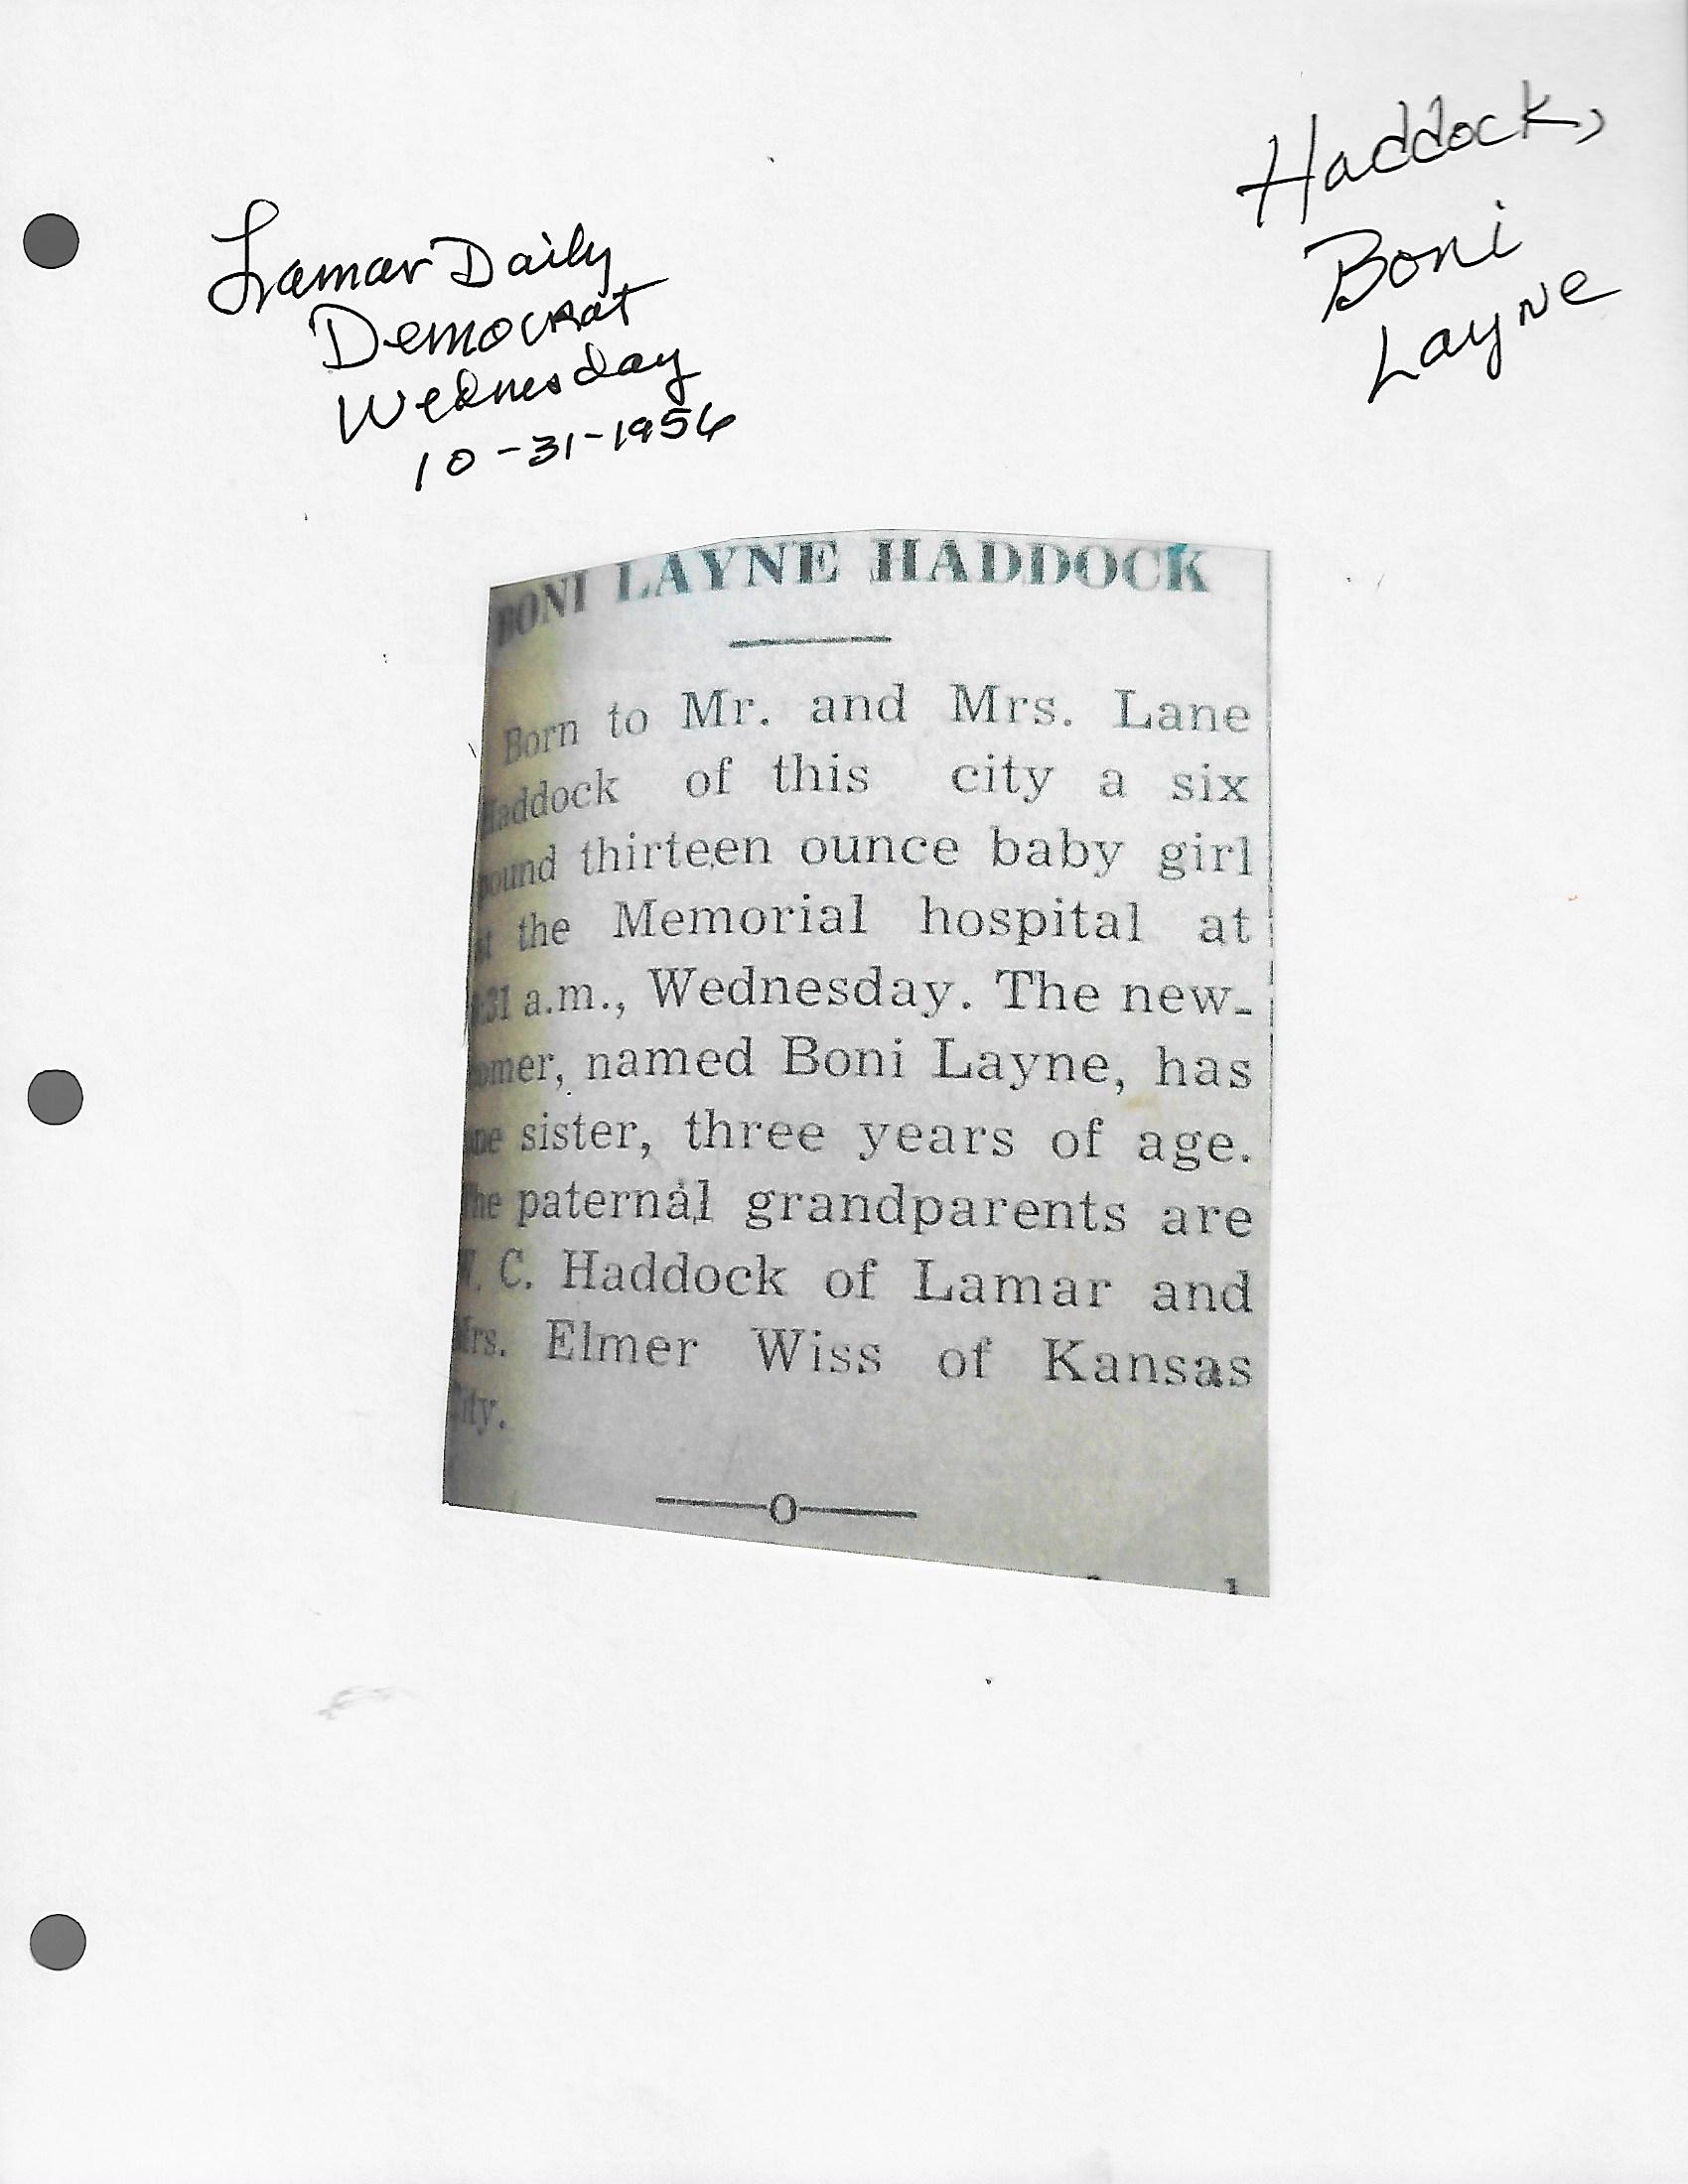 Haddock,
Boni
Layne
Lamar Daily
Democrat
Wednesday
10-31-1956
BONI LAYNE HADDOCK
Born to Mr. and Mrs. Lane
Haddock of this city a six
pound thirteen ounce baby girl
at the Memorial hospital at
a.m., Wednesday. The new-
comer, named Boni Layne, has
one sister, three years of age.
The paternal grandparents are
C. Haddock of Lamar and
Mrs. Elmer Wiss of Kansas
City.
O